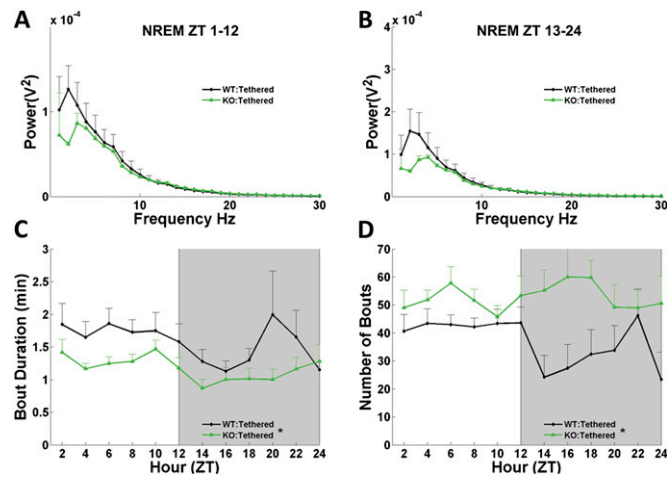 A
x 10⁻⁴
NREM ZT 1-12
WT:Tethered
KO:Tethered
Power(V²)
1
0
10
20
30
Frequency Hz
B
x 10⁻⁴
NREM ZT 13-24
WT:Tethered
KO:Tethered
Power(V²)
4
3
2
1
0
10
20
30
Frequency Hz
C
Bout Duration (min)
3
2.5
2
1.5
1
0.5
0
WT:Tethered
KO:Tethered *
2 4 6 8 10 12 14 16 18 20 22 24
Hour (ZT)
D
Number of Bouts
70
60
50
40
30
20
10
0
WT:Tethered
KO:Tethered *
2 4 6 8 10 12 14 16 18 20 22 24
Hour (ZT)